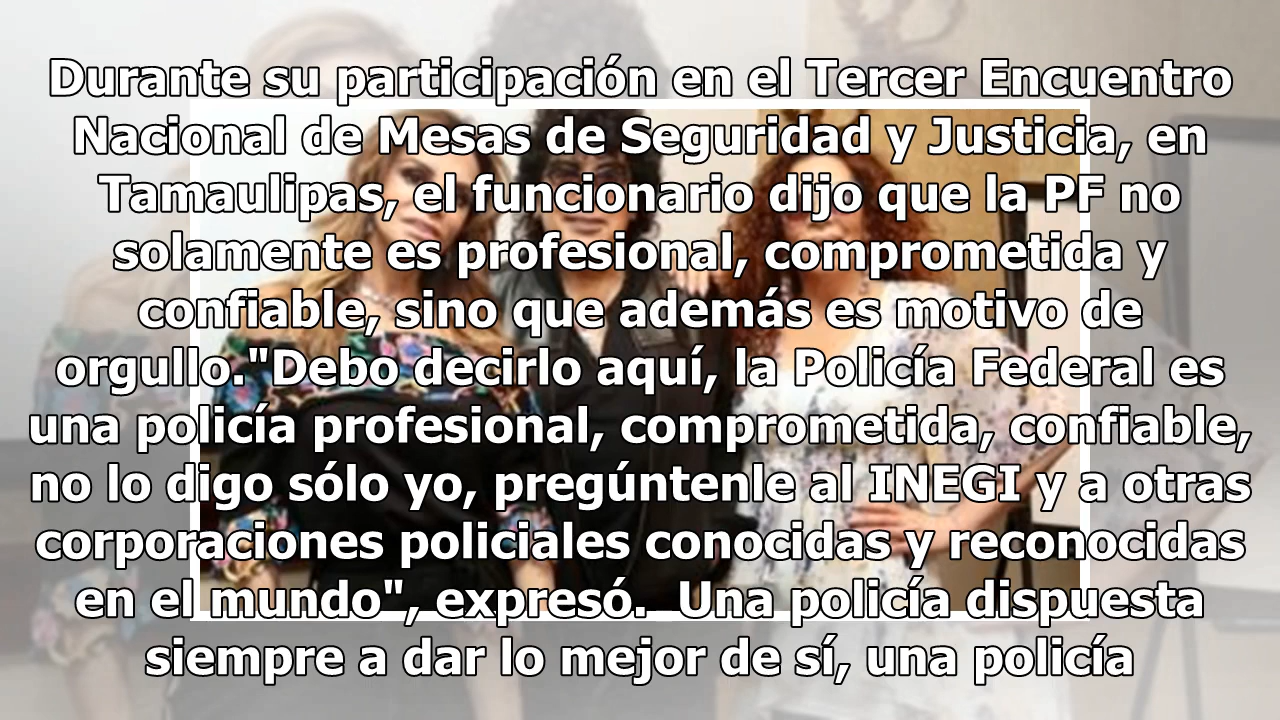 Durante su participación en el Tercer Encuentro
Nacional de Mesas de Seguridad y Justicia, en
Tamaulipas, el funcionario dijo que la PF no
solamente es profesional, comprometida y
confiable, sino que además es motivo de
orgullo."Debo decirlo aquí, la Policía Federal es
una policía profesional, comprometida, confiable,
no lo digo sólo yo, pregúntenle al INEGI y a otras
corporaciones policiales conocidas y reconocidas
en el mundo", expresó.  Una policía dispuesta
siempre a dar lo mejor de sí, una policía